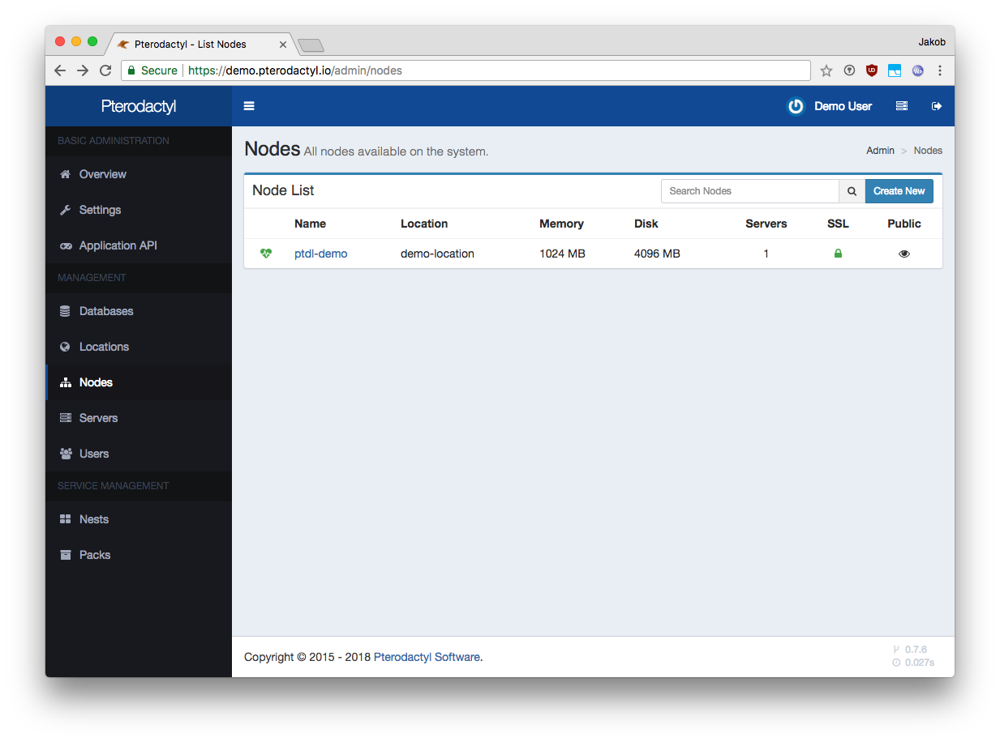 Pterodactyl - List Nodes
Jakob
Secure https://demo.pterodactyl.io/admin/nodes
Pterodactyl
Demo User
BASIC ADMINISTRATION
Overview
Settings
Application API
MANAGEMENT
Databases
Locations
Nodes
Servers
Users
SERVICE MANAGEMENT
Nests
Packs
Nodes All nodes available on the system.
Admin > Nodes
Node List
Search Nodes
Create New
Name Location Memory Disk Servers SSL Public
ptdl-demo demo-location 1024 MB 4096 MB 1
Copyright © 2015 - 2018 Pterodactyl Software.
0.7.6
0.027s